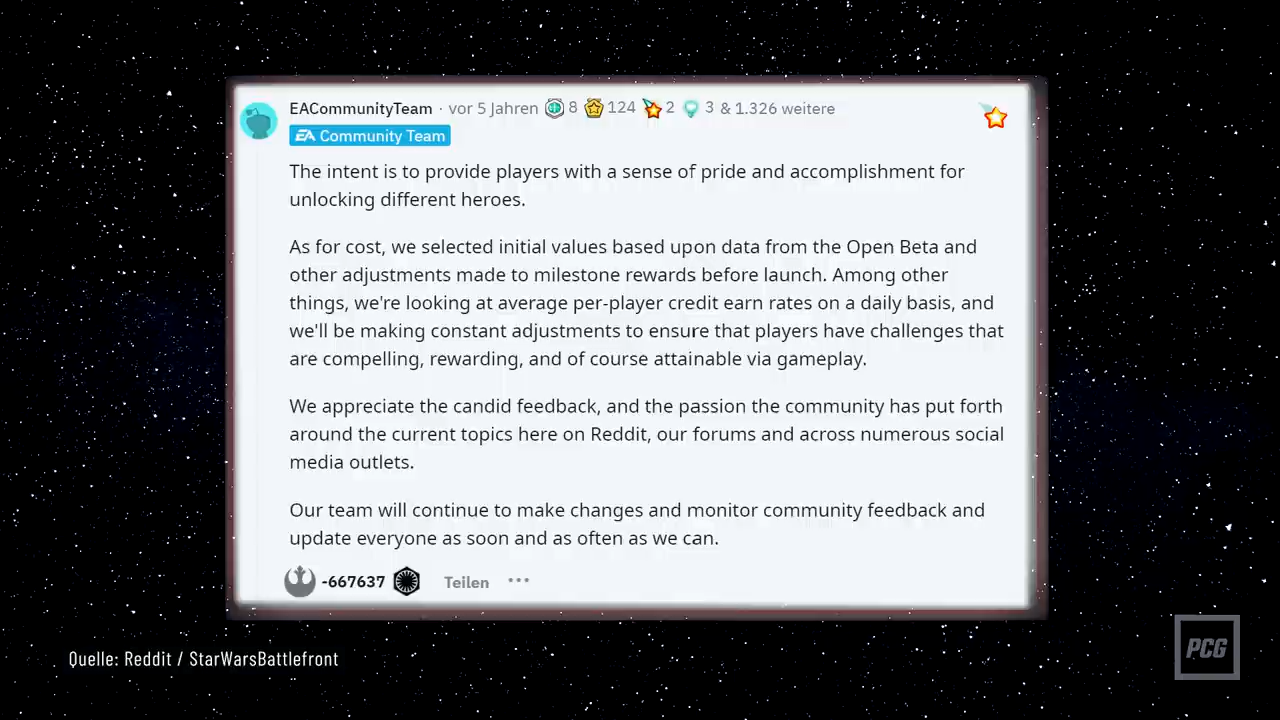 EACommunityTeam · vor 5 Jahren 8 124 2 3 & 1.326 weitere
EA Community Team
The intent is to provide players with a sense of pride and accomplishment for
unlocking different heroes.
As for cost, we selected initial values based upon data from the Open Beta and
other adjustments made to milestone rewards before launch. Among other
things, we're looking at average per-player credit earn rates on a daily basis, and
we'll be making constant adjustments to ensure that players have challenges that
are compelling, rewarding, and of course attainable via gameplay.
We appreciate the candid feedback, and the passion the community has put forth
around the current topics here on Reddit, our forums and across numerous social
media outlets.
Our team will continue to make changes and monitor community feedback and
update everyone as soon and as often as we can.
-667637 Teilen ...
Quelle: Reddit / StarWarsBattlefront
PCG